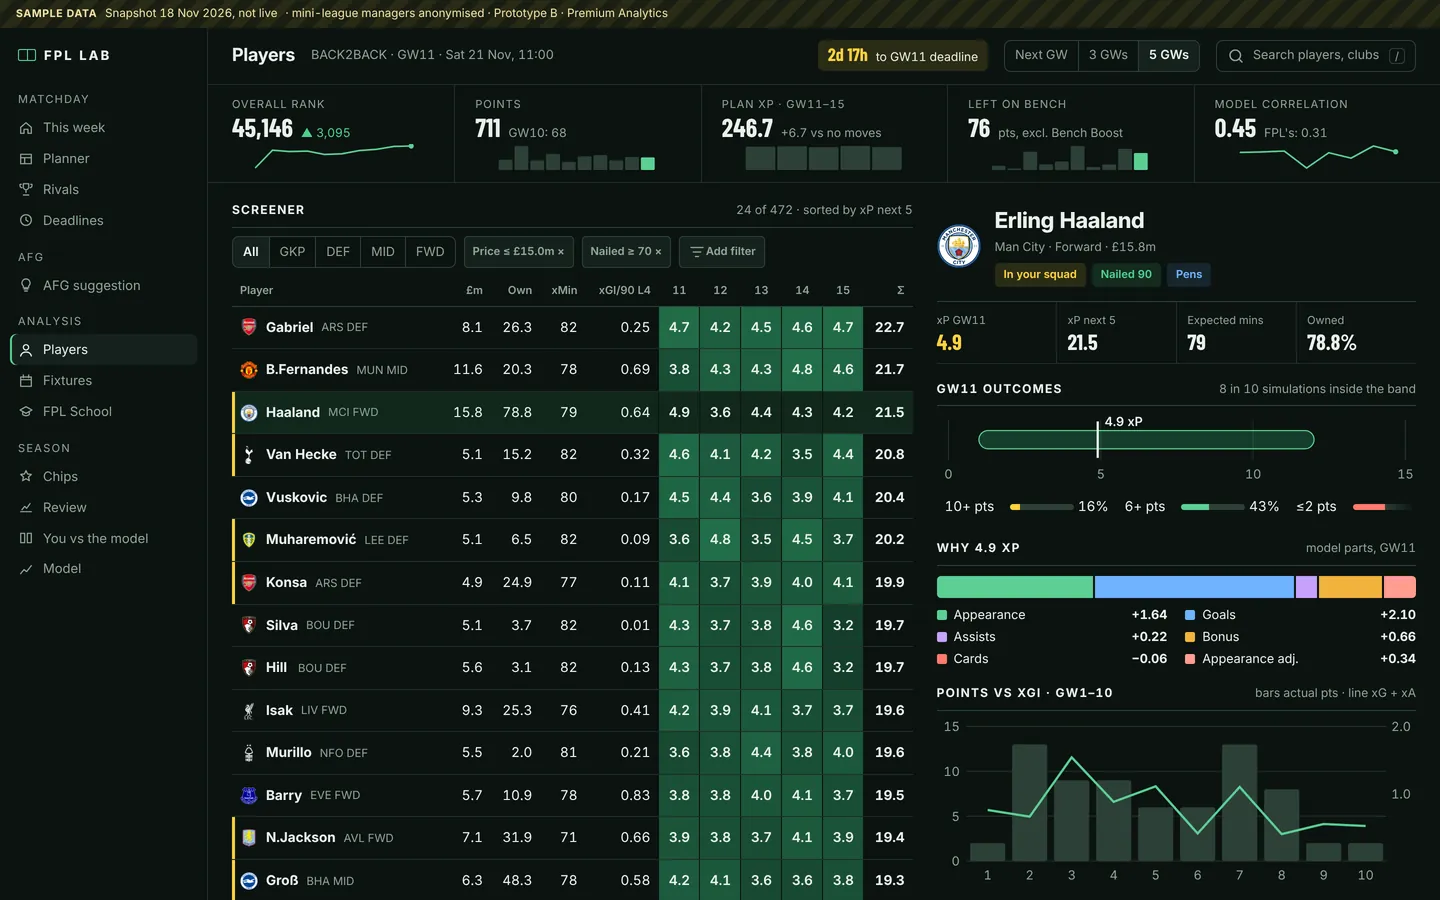 SAMPLE DATA Snapshot 18 Nov 2026, not live · mini-league managers anonymised · Prototype B · Premium Analytics
FPL LAB
MATCHDAY
This week
Planner
Rivals
Deadlines
AFG
AFG suggestion
ANALYSIS
Players
Fixtures
FPL School
SEASON
Chips
Review
You vs the model
Model
Players BACK2BACK · GW11 · Sat 21 Nov, 11:00
2d 17h to GW11 deadline
Next GW 3 GWs 5 GWs
Search players, clubs /
OVERALL RANK
45,146 ▲ 3,095
POINTS
711 GW10: 68
PLAN XP · GW11–15
246.7 +6.7 vs no moves
LEFT ON BENCH
76 pts, excl. Bench Boost
MODEL CORRELATION
0.45 FPL's: 0.31
SCREENER 24 of 472 · sorted by xP next 5
All GKP DEF MID FWD Price ≤ £15.0m × Nailed ≥ 70 × Add filter
Player £m Own xMin xGI/90 L4 11 12 13 14 15 Σ
Gabriel ARS DEF 8.1 26.3 82 0.25 4.7 4.2 4.5 4.6 4.7 22.7
B.Fernandes MUN MID 11.6 20.3 78 0.69 3.8 4.3 4.3 4.8 4.6 21.7
Haaland MCI FWD 15.8 78.8 79 0.64 4.9 3.6 4.4 4.3 4.2 21.5
Van Hecke TOT DEF 5.1 15.2 82 0.32 4.6 4.1 4.2 3.5 4.4 20.8
Vuskovic BHA DEF 5.3 9.8 80 0.17 4.5 4.4 3.6 3.9 4.1 20.4
Muharemović LEE DEF 5.1 6.5 82 0.09 3.6 4.8 3.5 4.5 3.7 20.2
Konsa ARS DEF 4.9 24.9 77 0.11 4.1 3.7 3.9 4.0 4.1 19.9
Silva BOU DEF 5.1 3.7 82 0.01 4.3 3.7 3.8 4.6 3.2 19.7
Hill BOU DEF 5.6 3.1 82 0.13 4.3 3.7 3.8 4.6 3.2 19.7
Isak LIV FWD 9.3 25.3 76 0.41 4.2 3.9 4.1 3.7 3.7 19.6
Murillo NFO DEF 5.5 2.0 81 0.21 3.6 3.8 4.4 3.8 4.0 19.6
Barry EVE FWD 5.7 10.9 78 0.83 3.8 3.8 4.0 4.1 3.7 19.5
N.Jackson AVL FWD 7.1 31.9 71 0.66 3.9 3.8 3.7 4.1 3.9 19.4
Groß BHA MID 6.3 48.3 78 0.58 4.2 4.1 3.6 3.6 3.8 19.3
MANCHESTER
CITY
Erling Haaland
Man City · Forward · £15.8m
In your squad Nailed 90 Pens
xP GW11 xP next 5 Expected mins Owned
4.9 21.5 79 78.8%
GW11 OUTCOMES 8 in 10 simulations inside the band
4.9 xP
0 5 10 15
10+ pts 16% 6+ pts 43% ≤2 pts
WHY 4.9 XP model parts, GW11
Appearance +1.64 Goals +2.10
Assists +0.22 Bonus +0.66
Cards −0.06 Appearance adj. +0.34
POINTS VS XGI · GW1–10 bars actual pts · line xG + xA
15 2.0
10
1.0
5
0
1 2 3 4 5 6 7 8 9 10